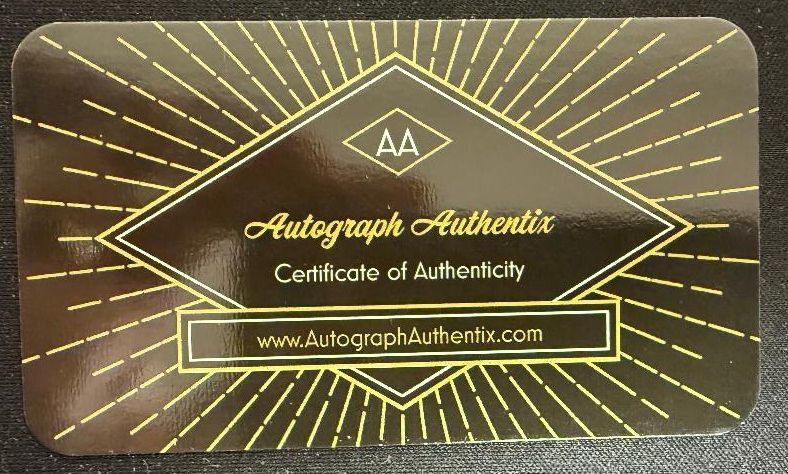 AA
Autograph Authentix
Certificate of Authenticity
www.AutographAuthentix.com